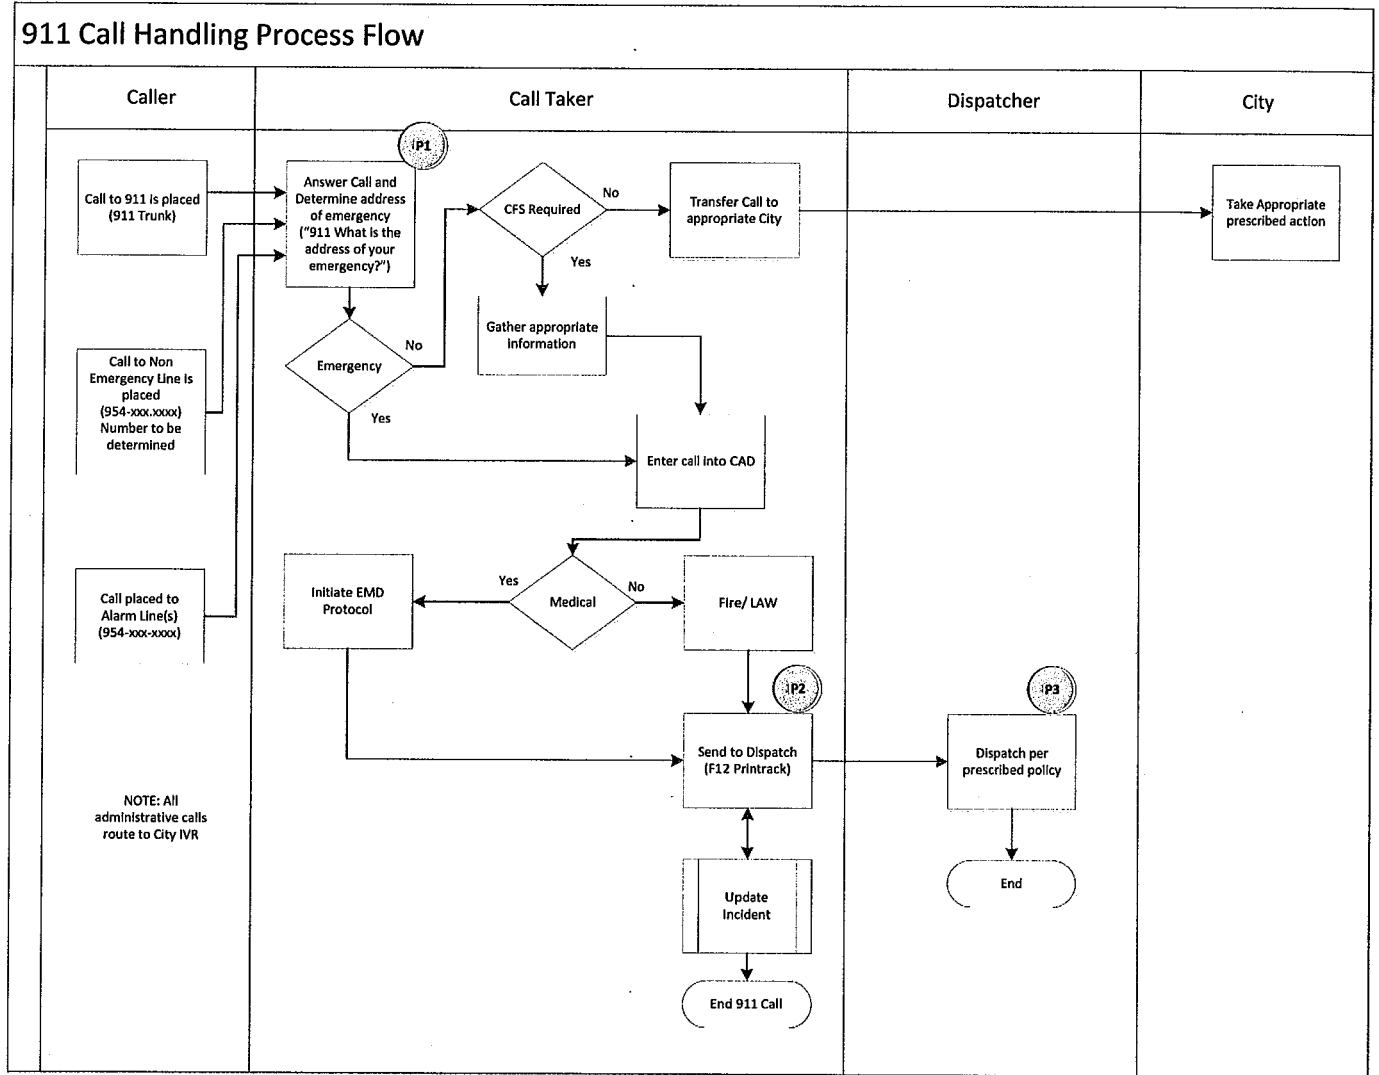 911 Call Handling Process Flow
Caller
Call Taker
Dispatcher
City
P1
Call to 911 is placed
(911 Trunk)
Answer Call and
Determine address
of emergency
("911 What is the
address of your
emergency?")
CFS Required
No
Transfer Call to
appropriate City
Take Appropriate
prescribed action
Yes
Gather appropriate
information
Call to Non
Emergency Line is
placed
(954-xxx.xxxx)
Number to be
determined
Emergency
No
Yes
Enter call into CAD
Call placed to
Alarm Line(s)
(954-xxx-xxxx)
Initiate EMD
Protocol
Yes
Medical
No
Fire/ LAW
P2
P3
Send to Dispatch
(F12 Printrack)
Dispatch per
prescribed policy
NOTE: All
administrative calls
route to City IVR
Update
Incident
End
End 911 Call